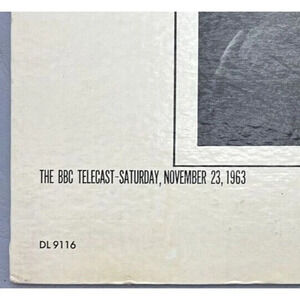 THE BBC TELECAST-SATURDAY, NOVEMBER 23, 1963
DL 9116